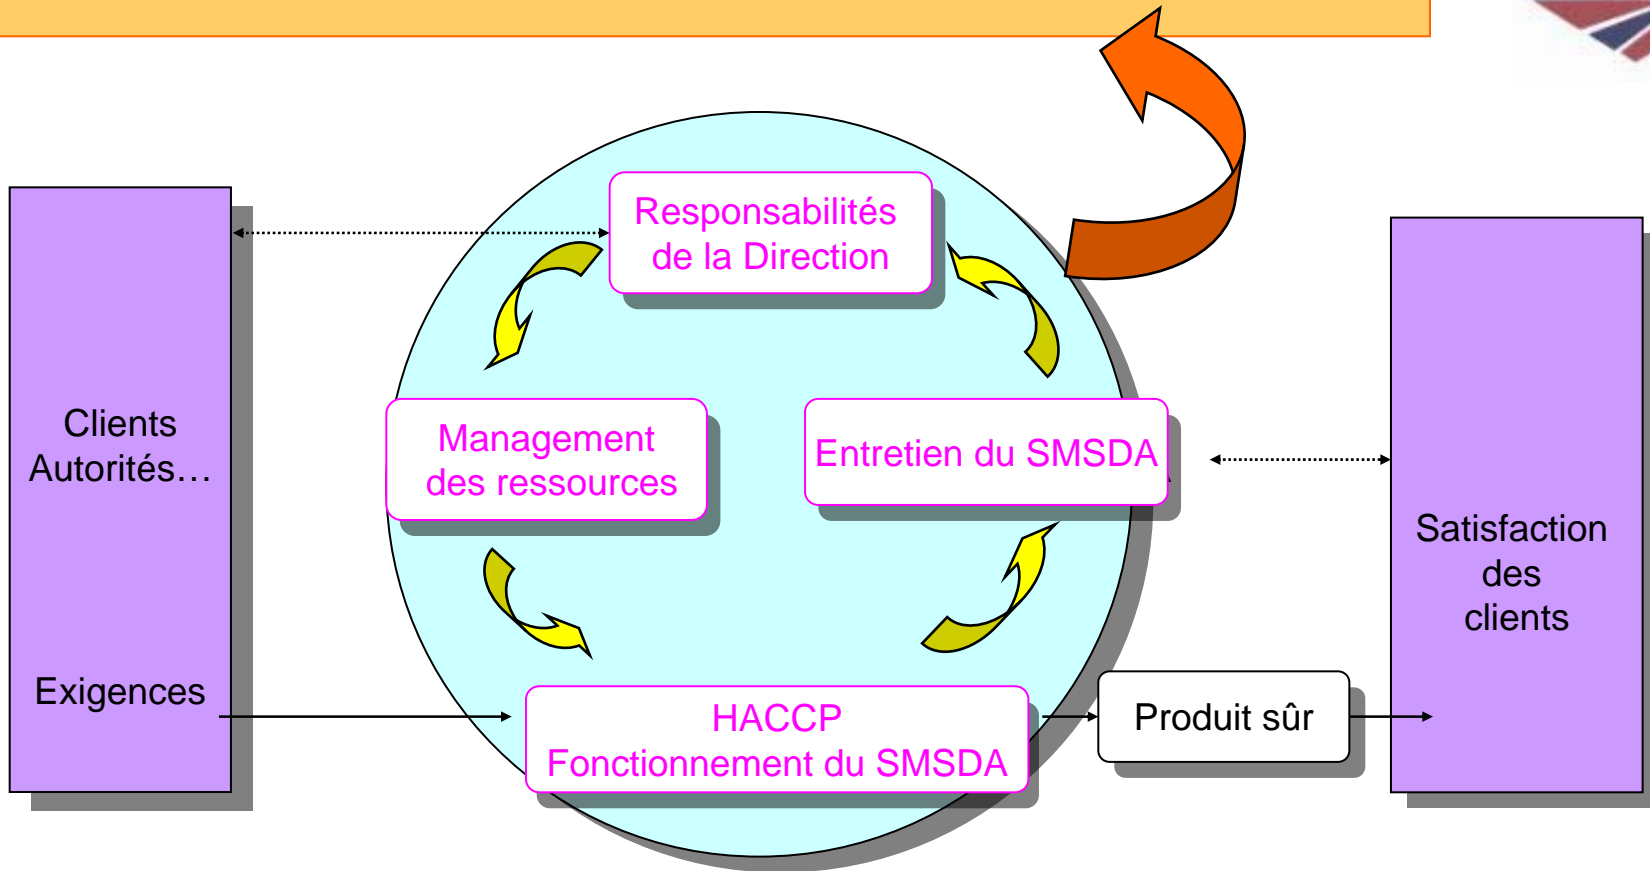 Responsabilités
de la Direction
Clients
Autorités…
Management
des ressources
Entretien du SMSDA
Satisfaction
des
clients
Exigences
HACCP
Fonctionnement du SMSDA
Produit sûr